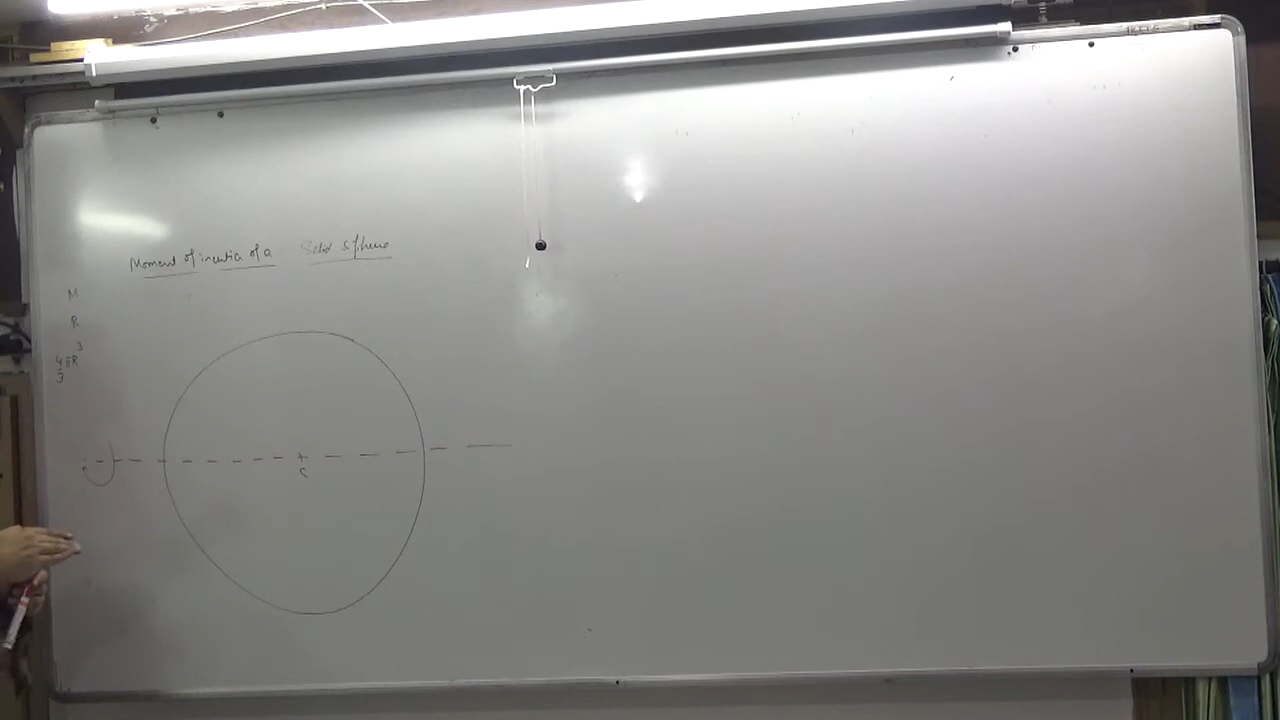 Moment of inertia of a Solid Sphere
M
R
4/3 πR³
C